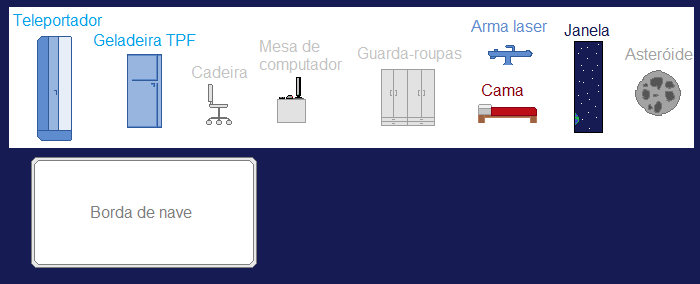 Teleportador
Geladeira TPF
Cadeira
Mesa de
computador
Guarda-roupas
Arma laser
Cama
Janela
Asteróide
Borda de nave